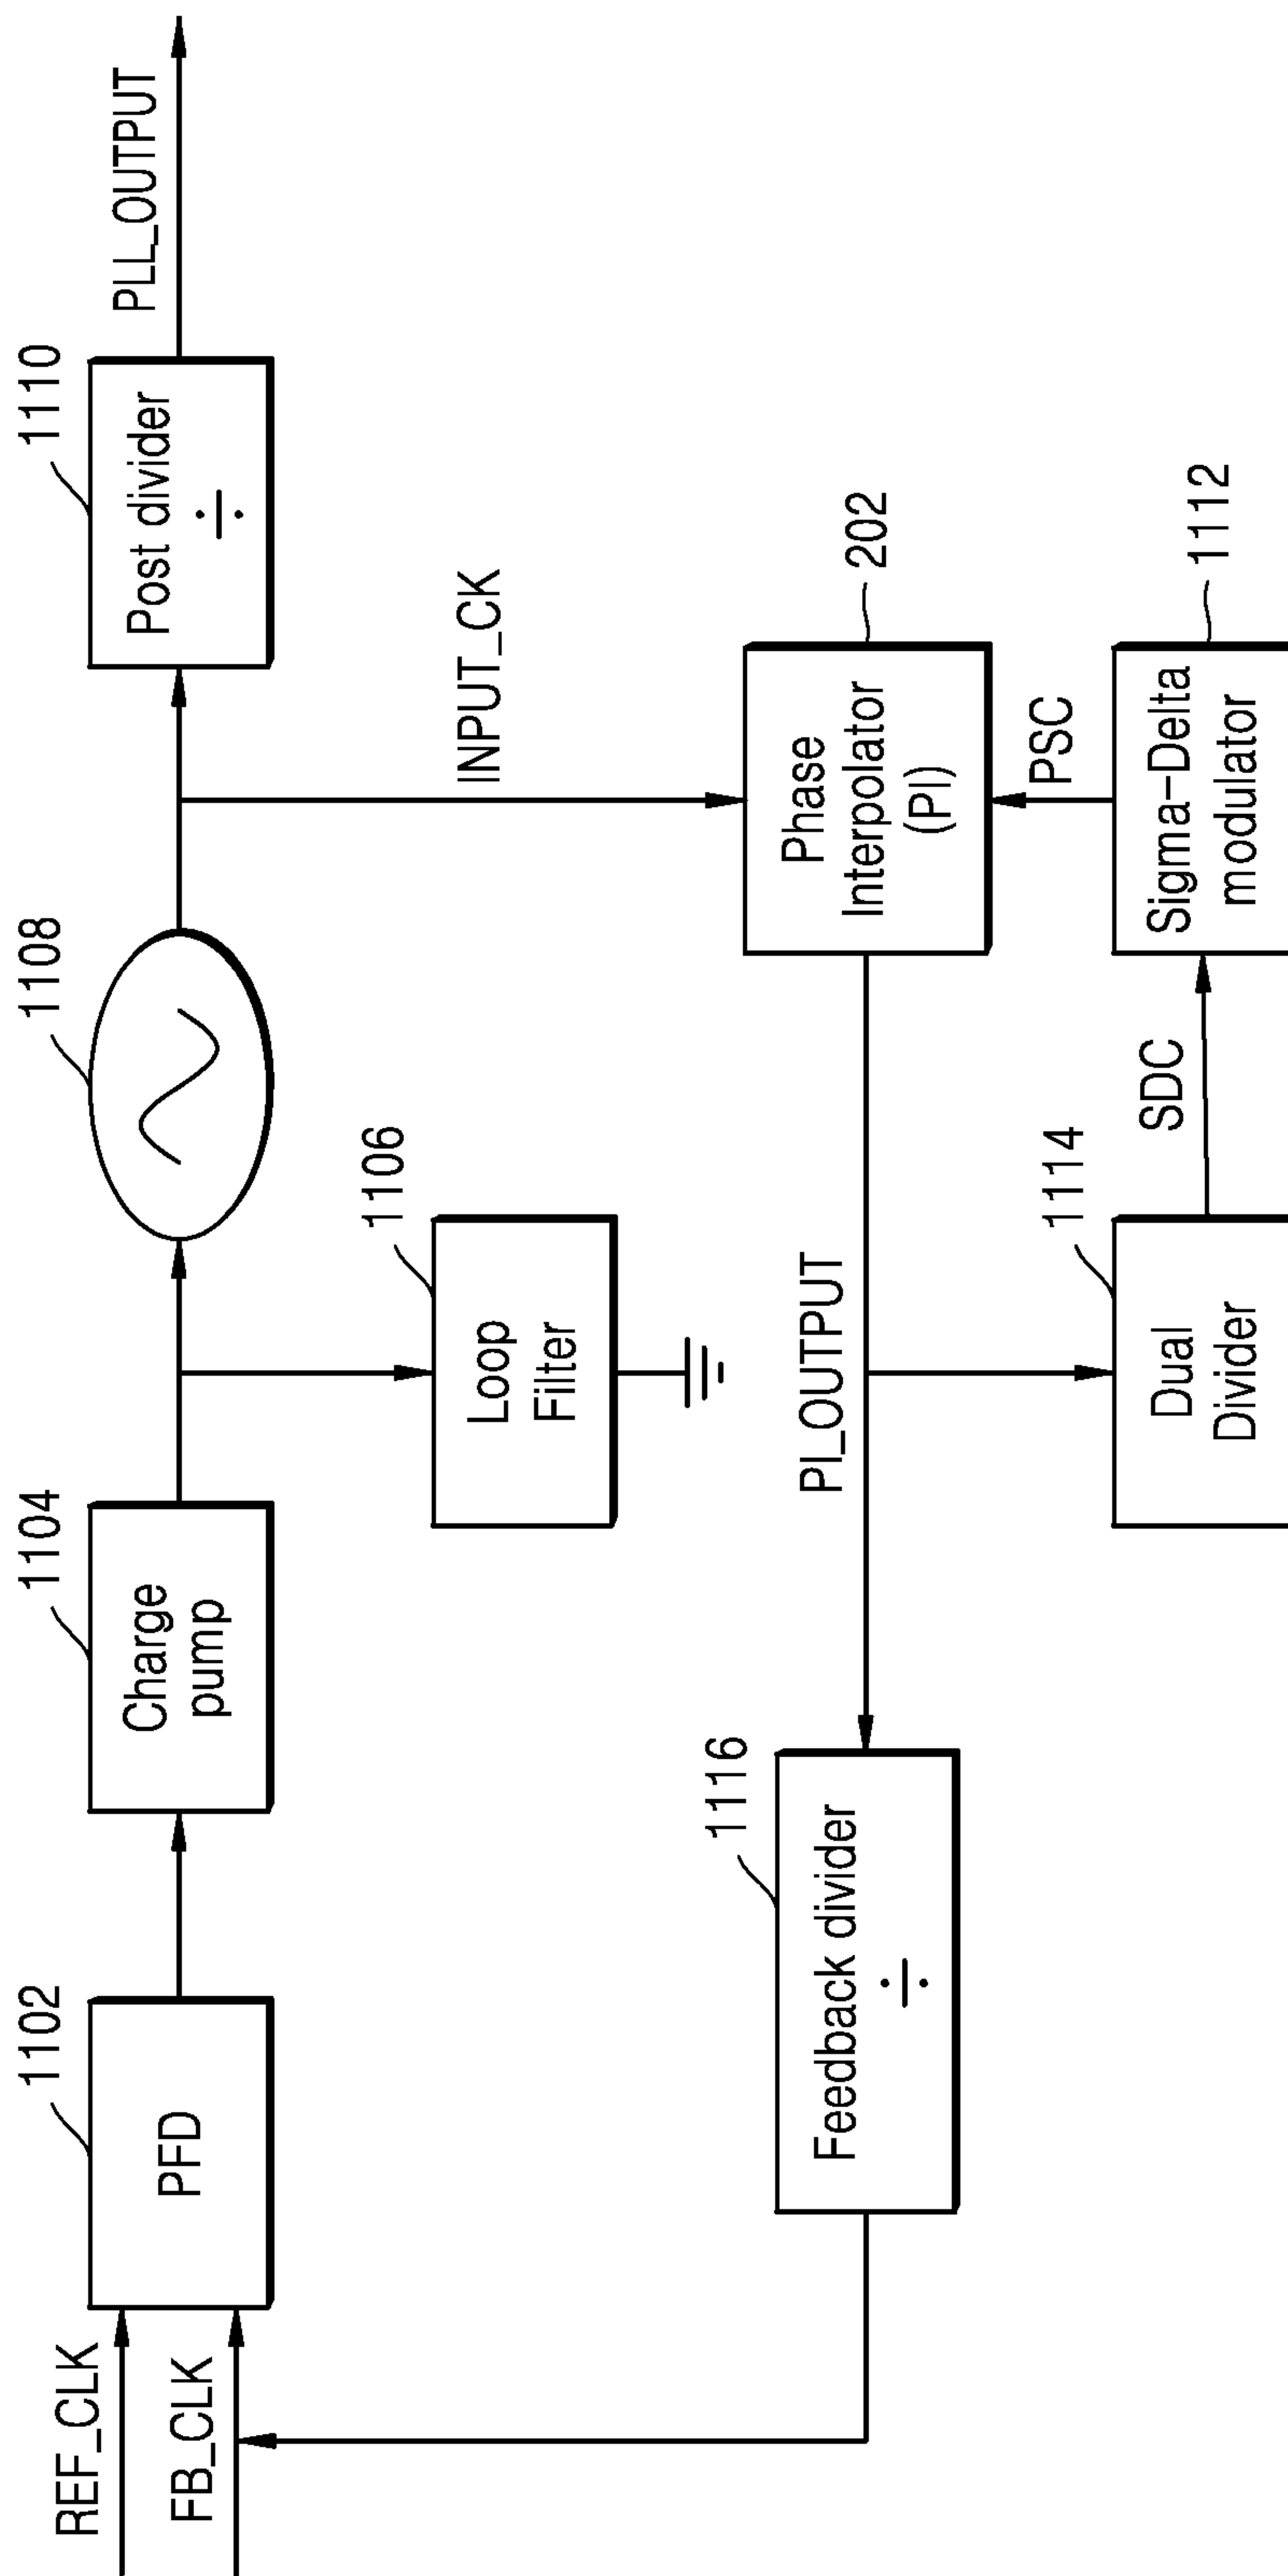 1102
1104
1108
1110
REF_CLK
FB_CLK
PFD
Charge
pump
Post divider
÷
PLL_OUTPUT
1106
Loop
Filter
INPUT_CK
1116
Feedback divider
÷
PI_OUTPUT
Phase
Interpolator
(PI)
202
PSC
1114
Dual
Divider
SDC
Sigma-Delta
modulator
1112